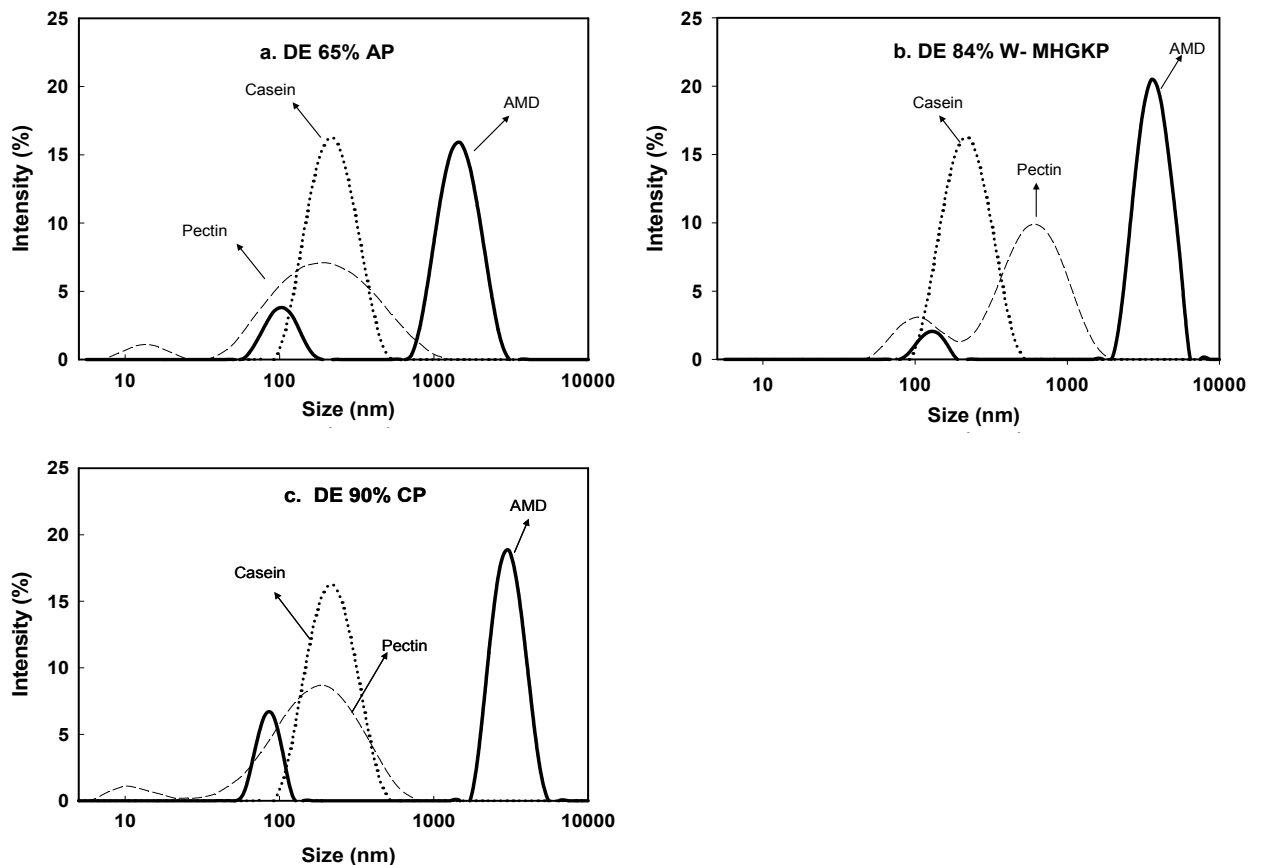 a. DE 65% AP
Casein
AMD
Pectin
Intensity (%)
25
20
15
10
5
0
10
100
1000
10000
Size (nm)
b. DE 84% W- MHGKP
AMD
Casein
Pectin
Intensity (%)
25
20
15
10
5
0
10
100
1000
10000
Size (nm)
c. DE 90% CP
AMD
Casein
Pectin
Intensity (%)
25
20
15
10
5
0
10
100
1000
10000
Size (nm)